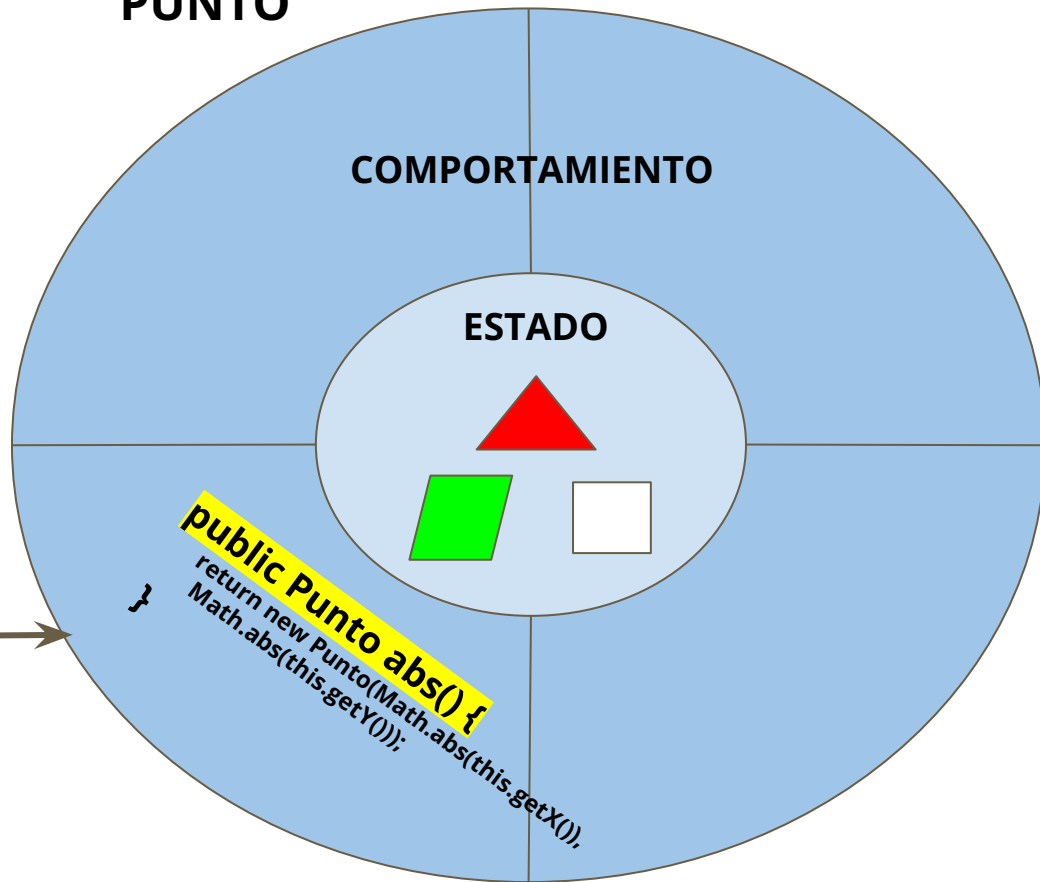 PUNTO
COMPORTAMIENTO
ESTADO
public Punto abs() {
return new Punto(Math.abs(this.getX()),
Math.abs(this.getY()));
}